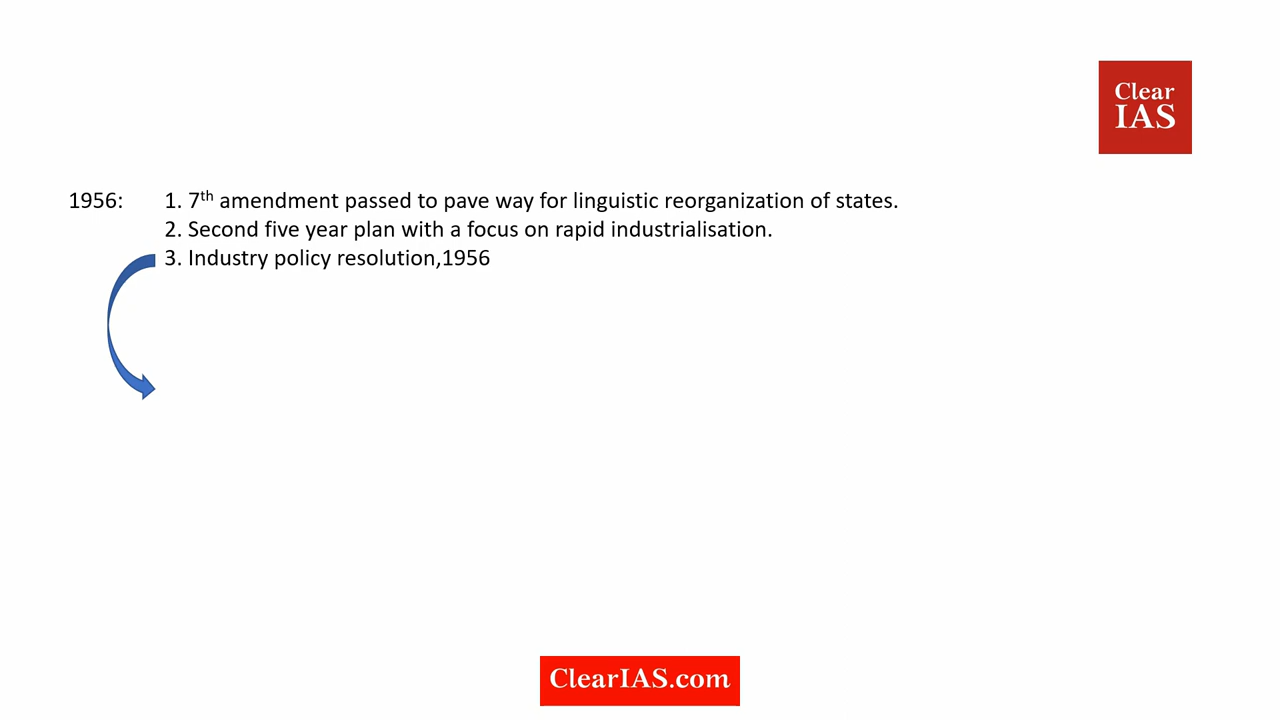 Clear
IAS
1956: 1. 7th amendment passed to pave way for linguistic reorganization of states.
2. Second five year plan with a focus on rapid industrialisation.
3. Industry policy resolution,1956
ClearIAS.com